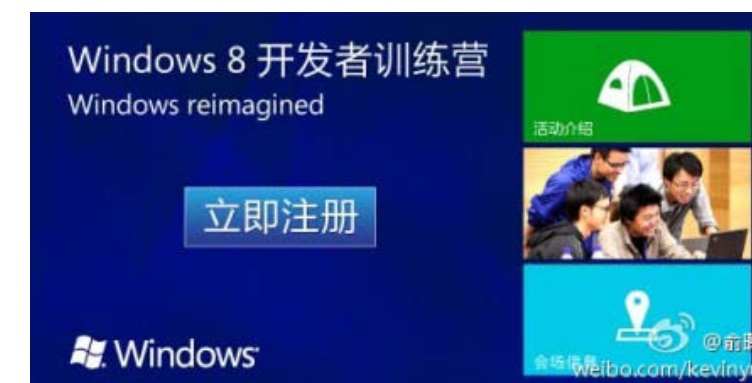 Windows 8 开发者训练营
Windows reimagined
立即注册
Windows
活动介绍
会场信息
@俞
weibo.com/keviny